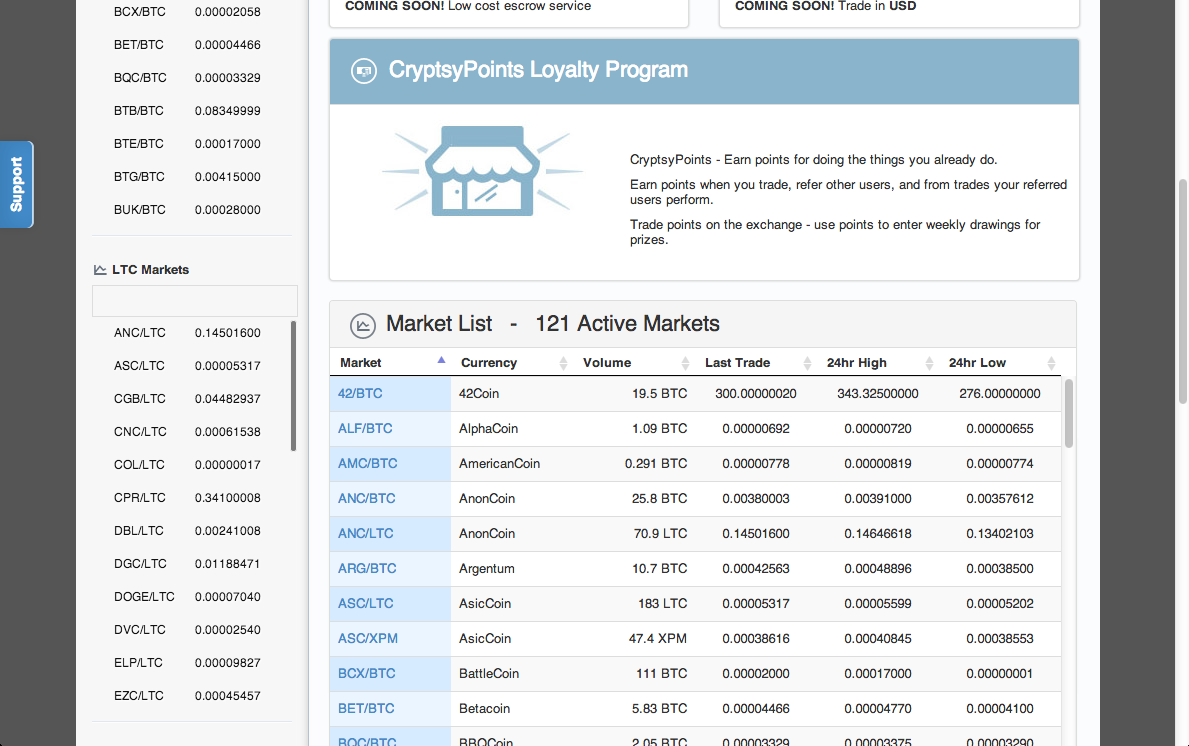 Support
BCX/BTC 0.00002058
BET/BTC 0.00004466
BQC/BTC 0.00003329
BTB/BTC 0.08349999
BTE/BTC 0.00017000
BTG/BTC 0.00415000
BUK/BTC 0.00028000
LTC Markets
ANC/LTC 0.14501600
ASC/LTC 0.00005317
CGB/LTC 0.04482937
CNC/LTC 0.00061538
COL/LTC 0.00000017
CPR/LTC 0.34100008
DBL/LTC 0.00241008
DGC/LTC 0.01188471
DOGE/LTC 0.00007040
DVC/LTC 0.00002540
ELP/LTC 0.00009827
EZC/LTC 0.00045457
COMING SOON! Low cost escrow service
COMING SOON! Trade in USD
CryptsyPoints Loyalty Program
CryptsyPoints - Earn points for doing the things you already do.
Earn points when you trade, refer other users, and from trades your referred
users perform.
Trade points on the exchange - use points to enter weekly drawings for
prizes.
Market List - 121 Active Markets
Market Currency Volume Last Trade 24hr High 24hr Low
42/BTC 42Coin 19.5 BTC 300.00000020 343.32500000 276.00000000
ALF/BTC AlphaCoin 1.09 BTC 0.00000692 0.00000720 0.00000655
AMC/BTC AmericanCoin 0.291 BTC 0.00000778 0.00000819 0.00000774
ANC/BTC AnonCoin 25.8 BTC 0.00380003 0.00391000 0.00357612
ANC/LTC AnonCoin 70.9 LTC 0.14501600 0.14646618 0.13402103
ARG/BTC Argentum 10.7 BTC 0.00042563 0.00048896 0.00038500
ASC/LTC AsicCoin 183 LTC 0.00005317 0.00005599 0.00005202
ASC/XPM AsicCoin 47.4 XPM 0.00038616 0.00040845 0.00038553
BCX/BTC BattleCoin 111 BTC 0.00002000 0.00017000 0.00000001
BET/BTC Betacoin 5.83 BTC 0.00004466 0.00004770 0.00004100
BQC/BTC BBQCoin 2.05 BTC 0.00003329 0.00003375 0.00003290